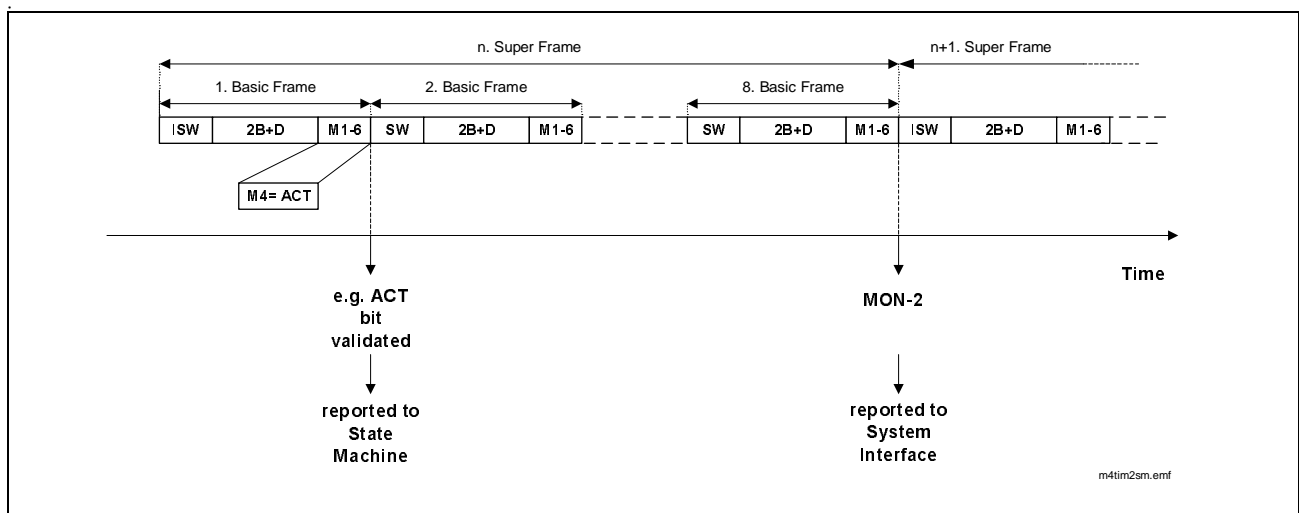 .
n. Super Frame
n+1. Super Frame
1. Basic Frame
2. Basic Frame
8. Basic Frame
ISW 2B+D M1-6 SW 2B+D M1-6 SW 2B+D M1-6 ISW 2B+D M1-6
M4= ACT
Time
e.g. ACT
bit
validated
MON-2
reported to
State
Machine
reported to
System
Interface
m4tim2sm.emf